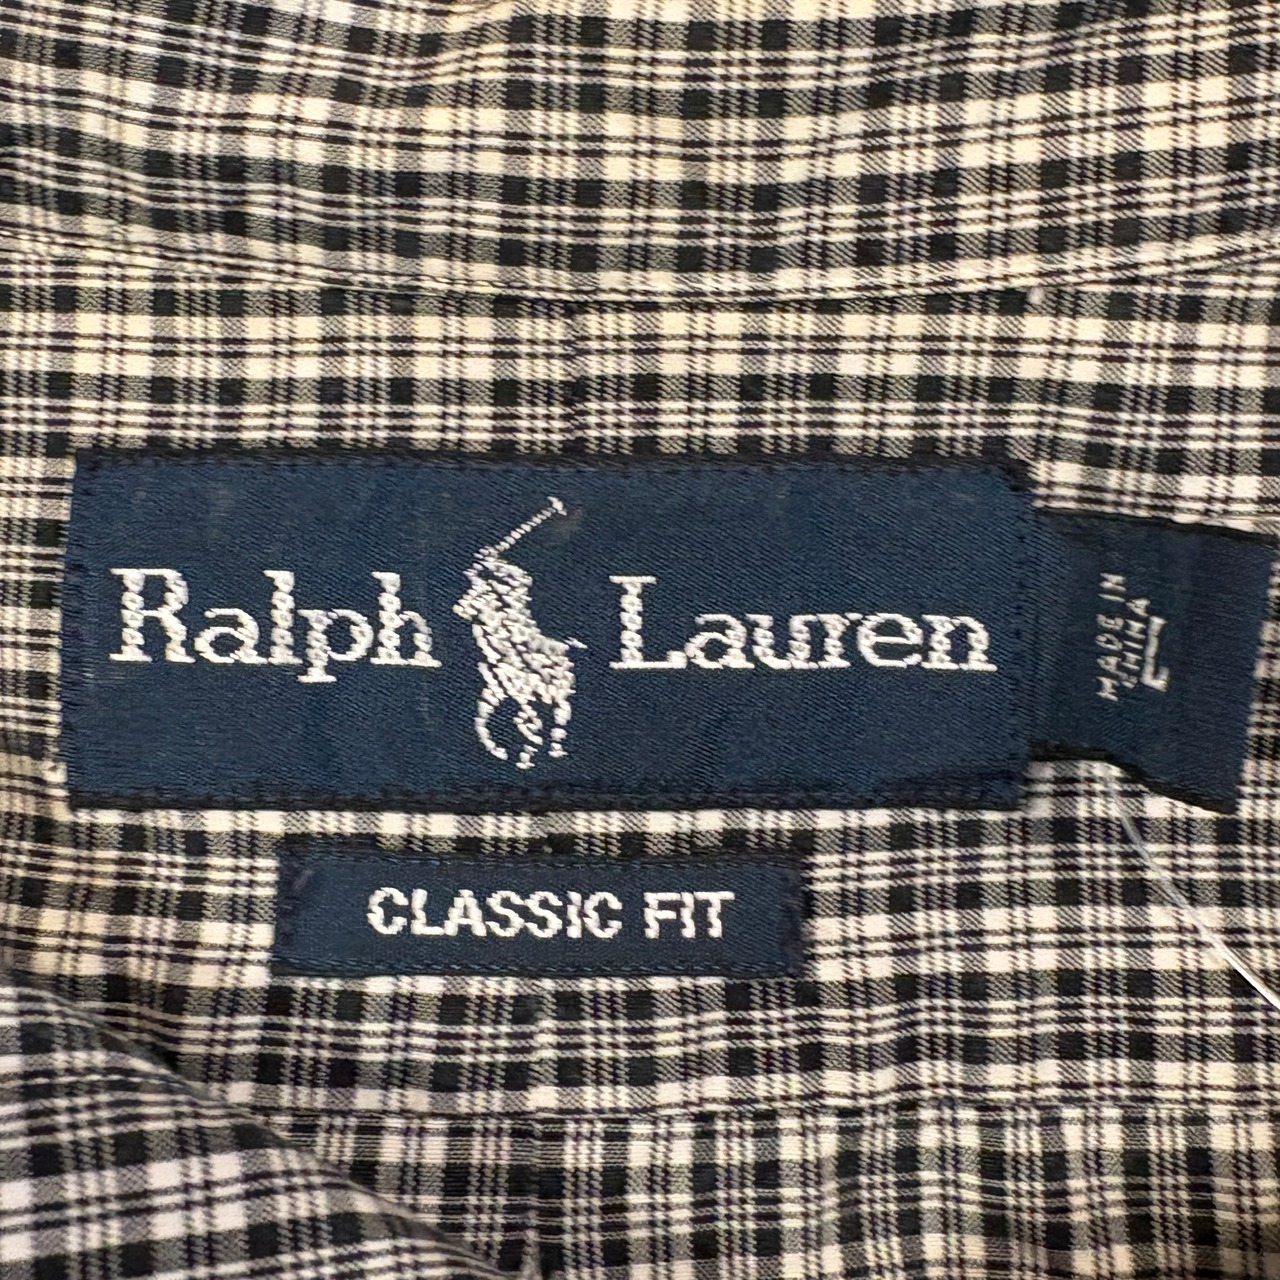 Ralph Lauren
MADE IN
CHINA
L
CLASSIC FIT